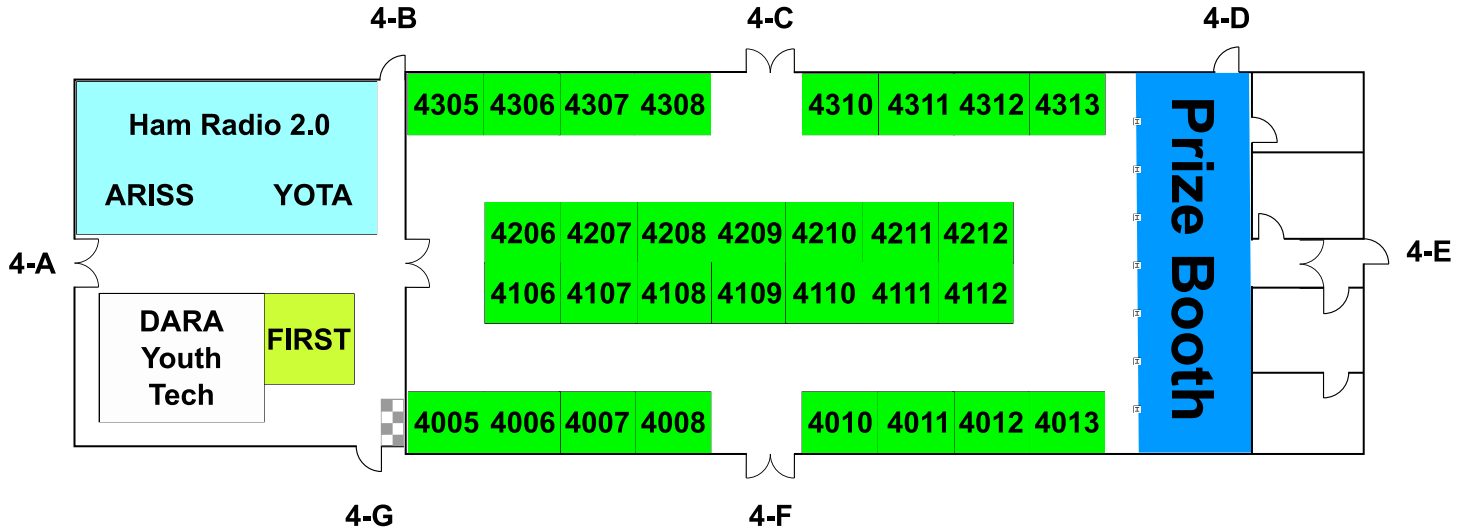 4-B 4-C 4-D
4305 4306 4307 4308 4310 4311 4312 4313
Ham Radio 2.0
ARISS YOTA
4206 4207 4208 4209 4210 4211 4212
4-A 4-E
4106 4107 4108 4109 4110 4111 4112
Prize Booth
DARA
Youth
Tech
FIRST
4005 4006 4007 4008 4010 4011 4012 4013
4-G 4-F